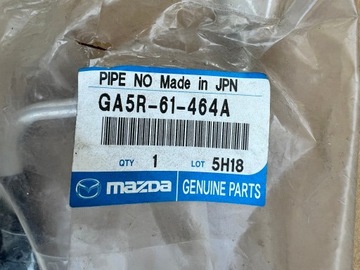 PIPE NO Made in JPN
GA5R-61-464A
QTY 1 LOT 5H18
mazda GENUINE PARTS